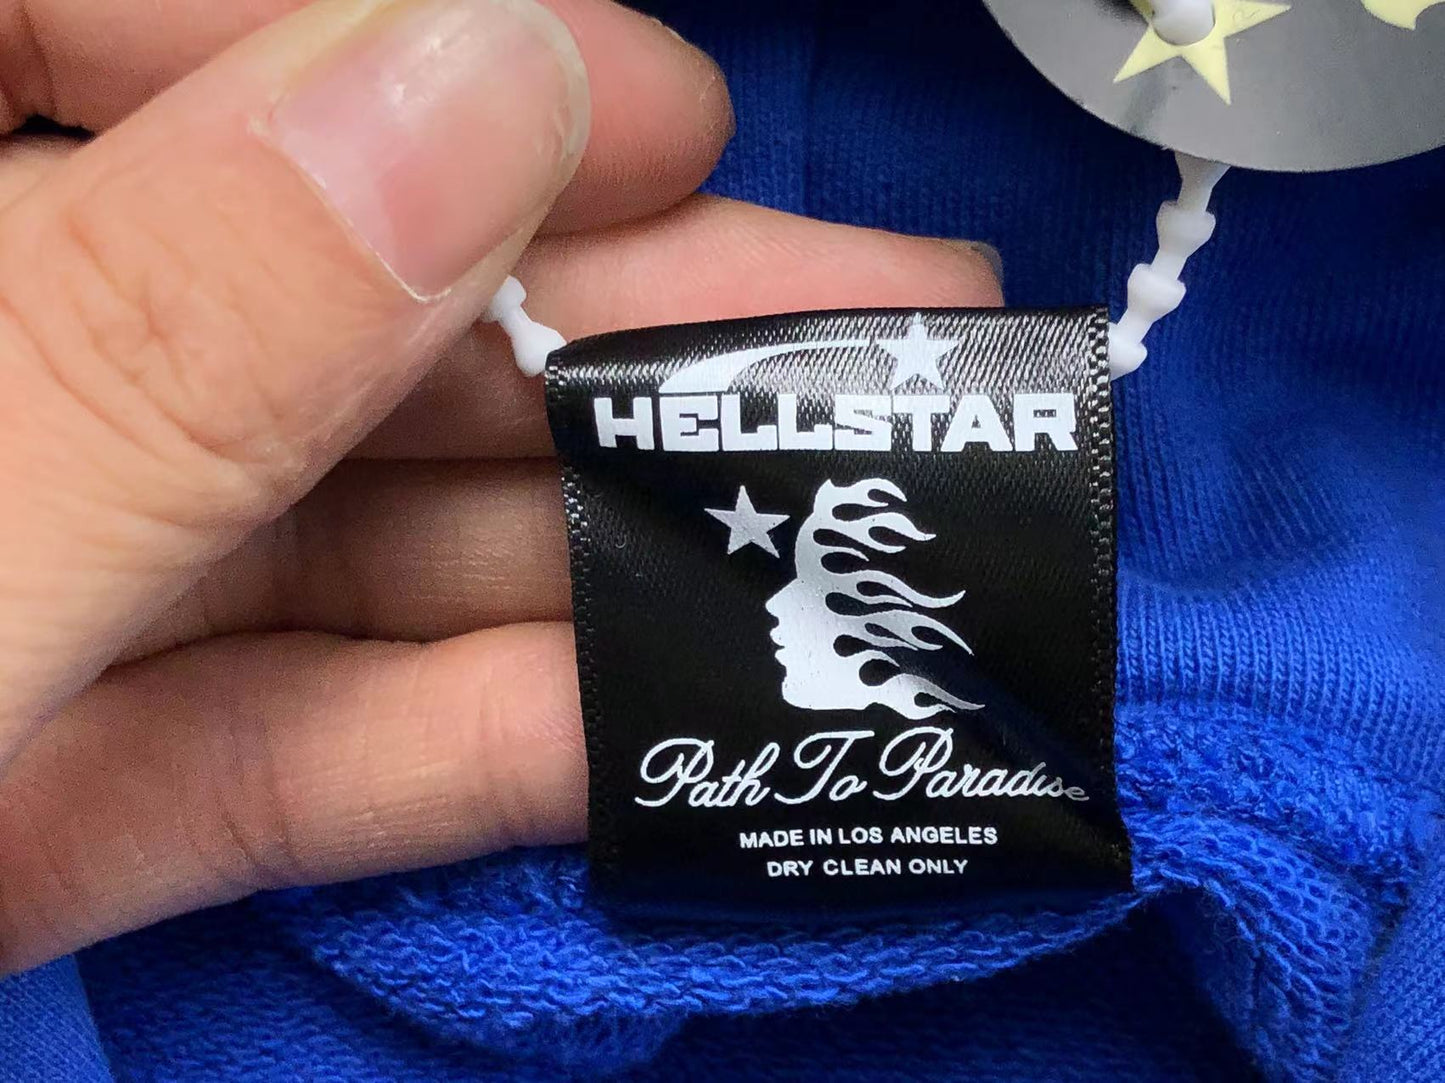 HELLSTAR
Path To Paradise
MADE IN LOS ANGELES
DRY CLEAN ONLY